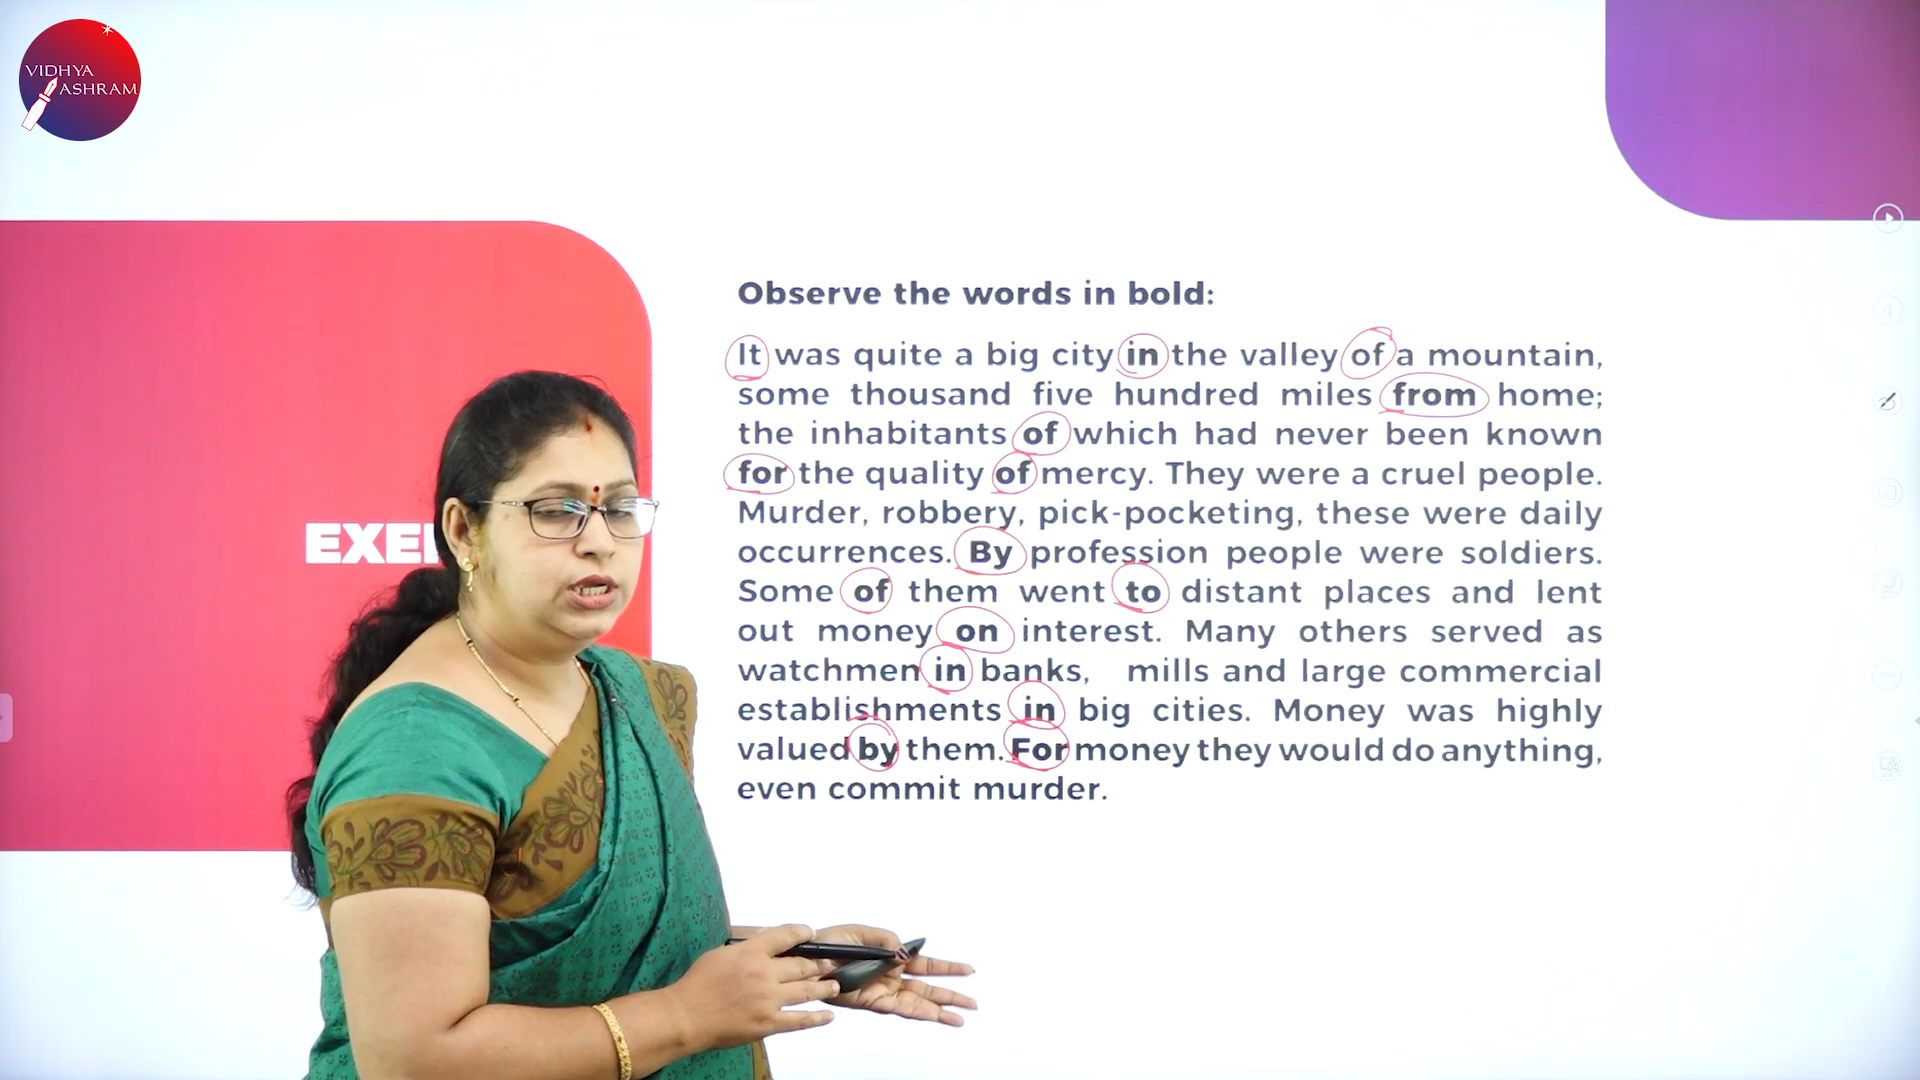 VIDHYA
ASHRAM
Observe the words in bold:
It was quite a big city in the valley of a mountain,
some thousand five hundred miles from home;
the inhabitants of which had never been known
for the quality of mercy. They were a cruel people.
Murder, robbery, pick-pocketing, these were daily
occurrences. By profession people were soldiers.
Some of them went to distant places and lent
out money on interest. Many others served as
watchmen in banks, mills and large commercial
establishments in big cities. Money was highly
valued by them. For money they would do anything,
even commit murder.